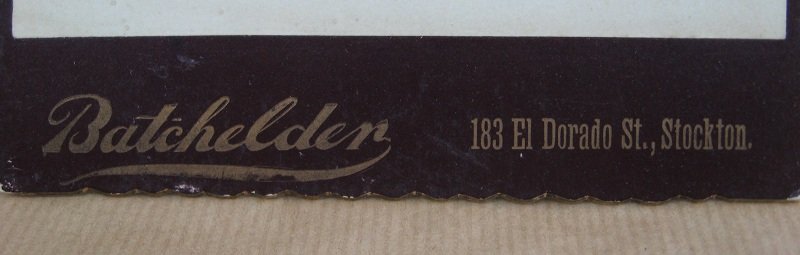 Batchelder
183 El Dorado St., Stockton.